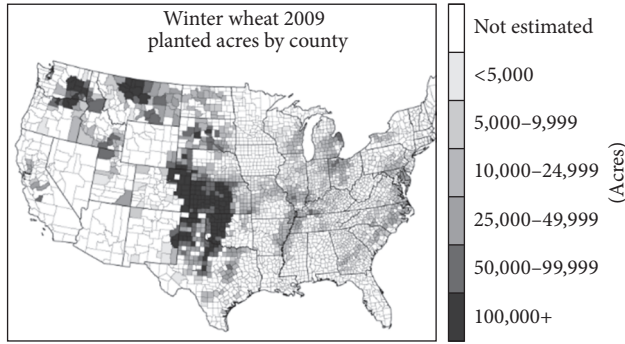 Winter wheat 2009
planted acres by county
Not estimated
<5,000
5,000–9,999
10,000–24,999
25,000–49,999
50,000–99,999
100,000+
(Acres)